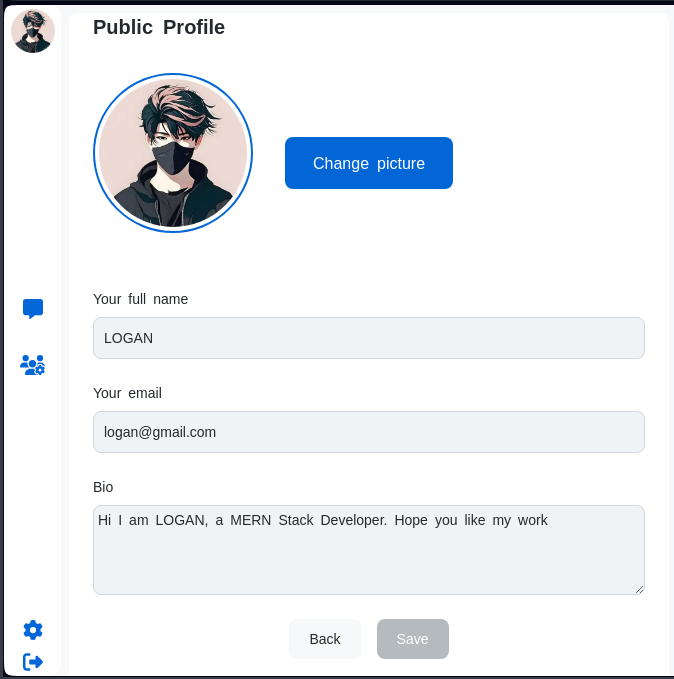 Public Profile
Change picture
Your full name
LOGAN
Your email
logan@gmail.com
Bio
Hi I am LOGAN, a MERN Stack Developer. Hope you like my work
Back
Save